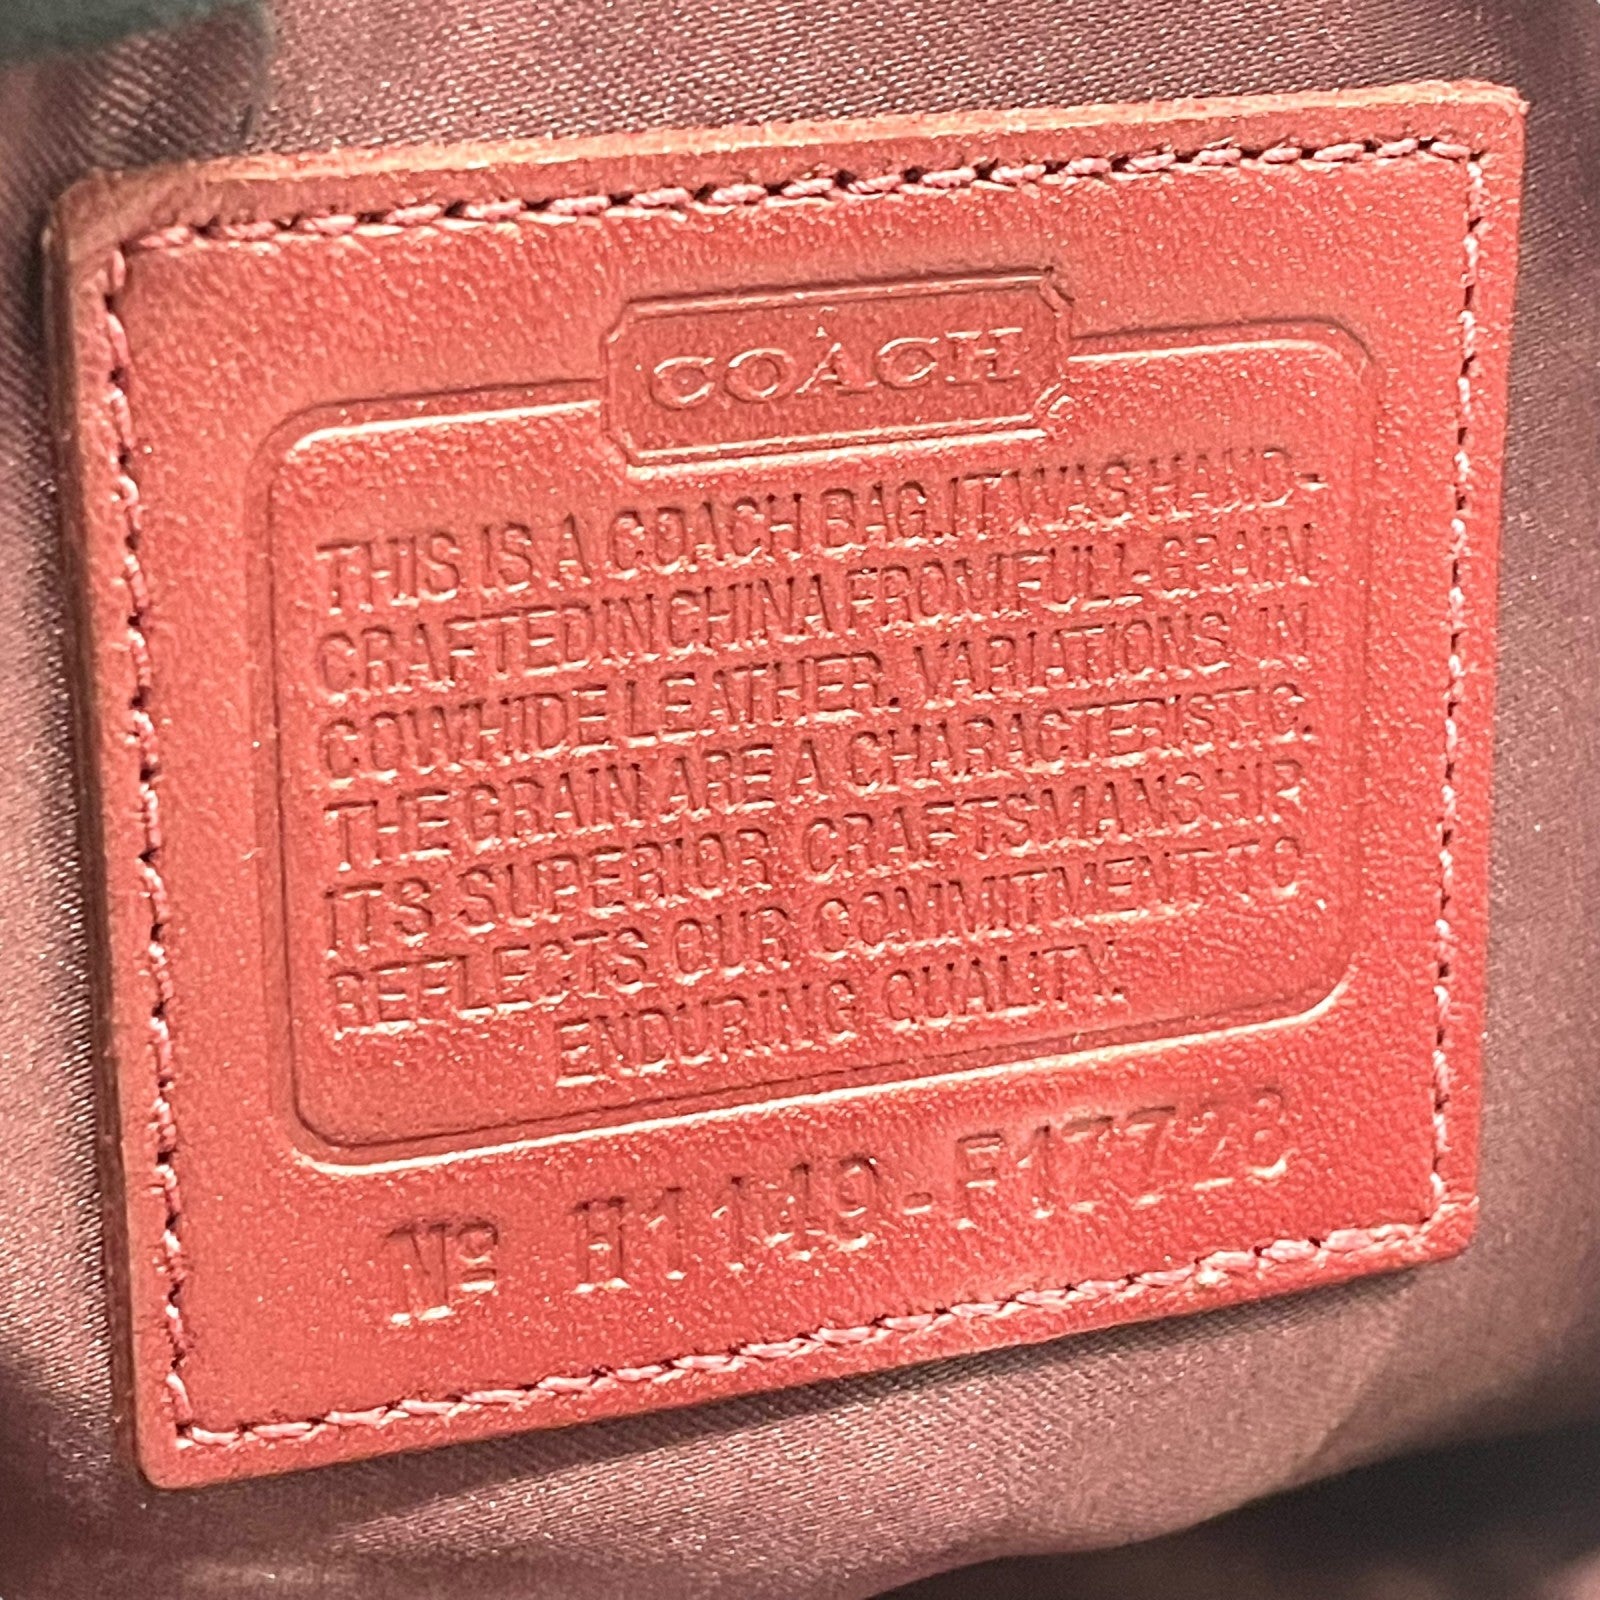 COACH
THIS IS A COACH BAG. IT WAS HAND-
CRAFTED IN CHINA FROM FULL-GRAIN
COWHIDE LEATHER. VARIATIONS IN
THE GRAIN ARE A CHARACTERISTIC.
ITS SUPERIOR CRAFTSMANSHIP
REFLECTS OUR COMMITMENT TO
ENDURING QUALITY.
Nº H1149-F17728